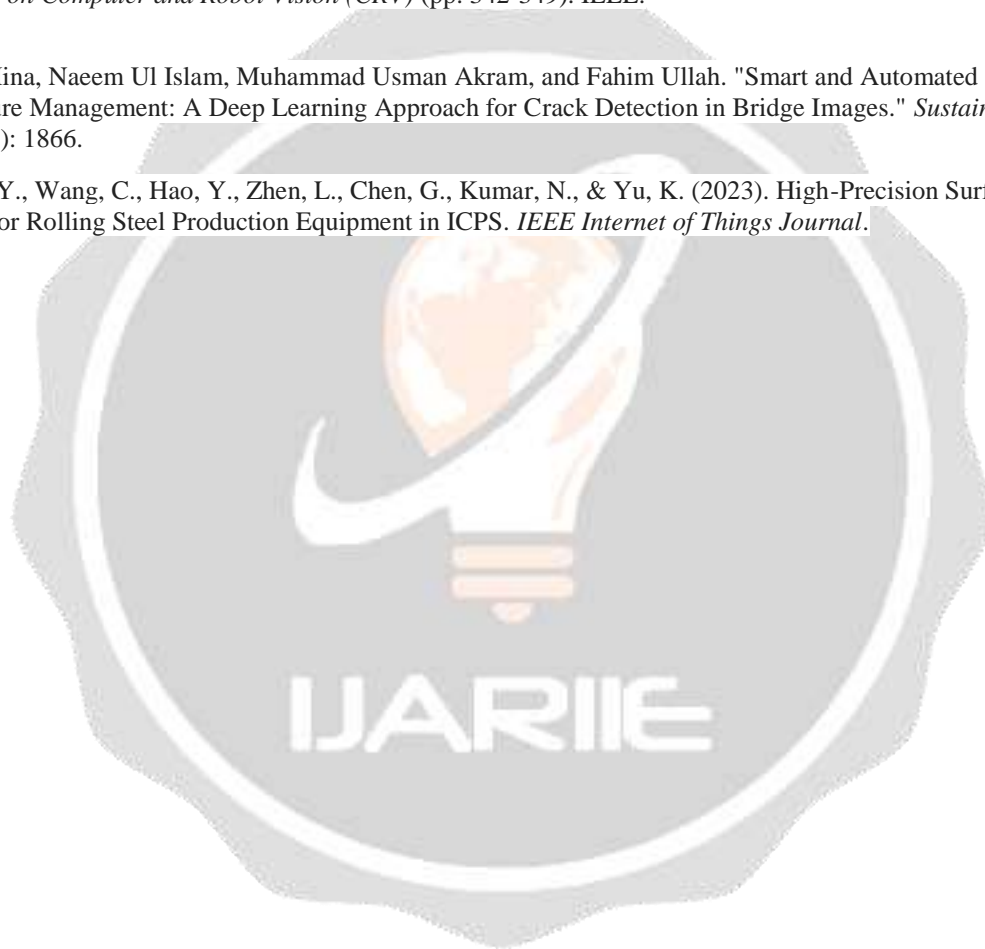 on Computer and Robot Vision (CRV) (pp. 342-349). IEEE.
Hina, Naeem Ul Islam, Muhammad Usman Akram, and Fahim Ullah. "Smart and Automated
re Management: A Deep Learning Approach for Crack Detection in Bridge Images." Sustain
): 1866.
Y., Wang, C., Hao, Y., Zhen, L., Chen, G., Kumar, N., & Yu, K. (2023). High-Precision Surf
or Rolling Steel Production Equipment in ICPS. IEEE Internet of Things Journal.
IJARIIE